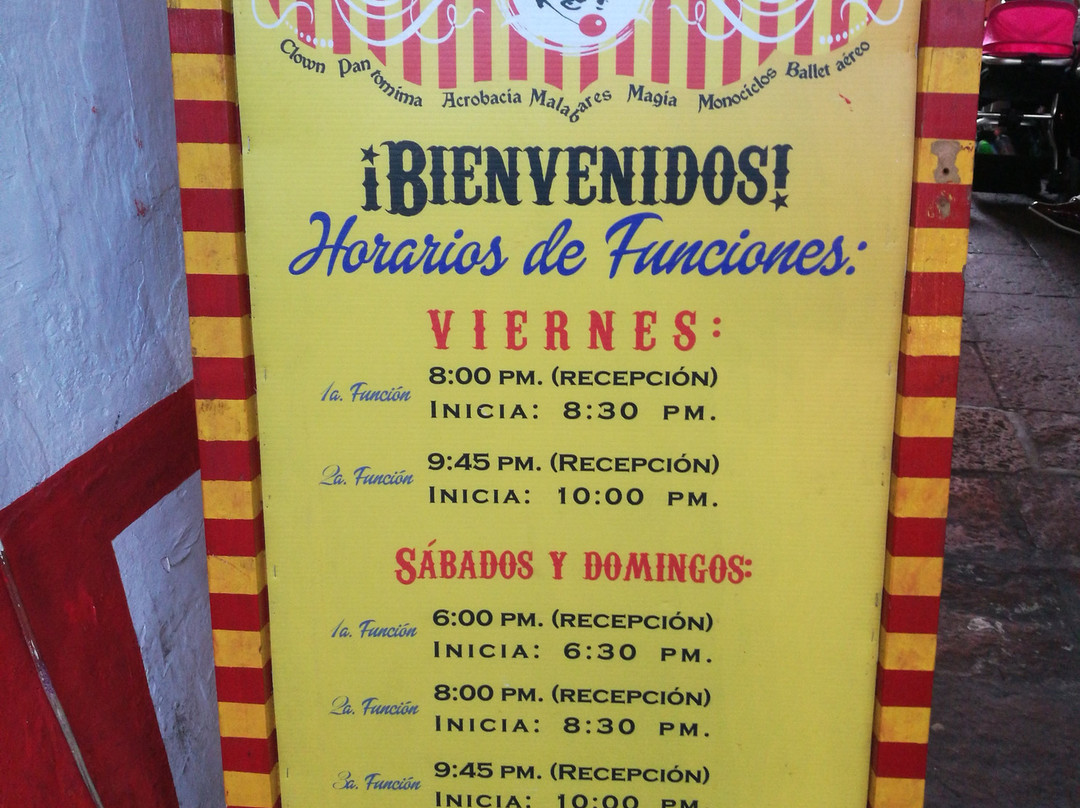 Clown Pantomima Acrobacia Malabares Magia Monociclos Ballet aéreo
¡BIENVENIDOS!
Horarios de Funciones:
VIERNES:
1a. Función 8:00 PM. (RECEPCIÓN)
INICIA: 8:30 PM.
2a. Función 9:45 PM. (RECEPCIÓN)
INICIA: 10:00 PM.
SÁBADOS Y DOMINGOS:
1a. Función 6:00 PM. (RECEPCIÓN)
INICIA: 6:30 PM.
2a. Función 8:00 PM. (RECEPCIÓN)
INICIA: 8:30 PM.
3a. Función 9:45 PM. (RECEPCIÓN)
INICIA: 10:00 PM